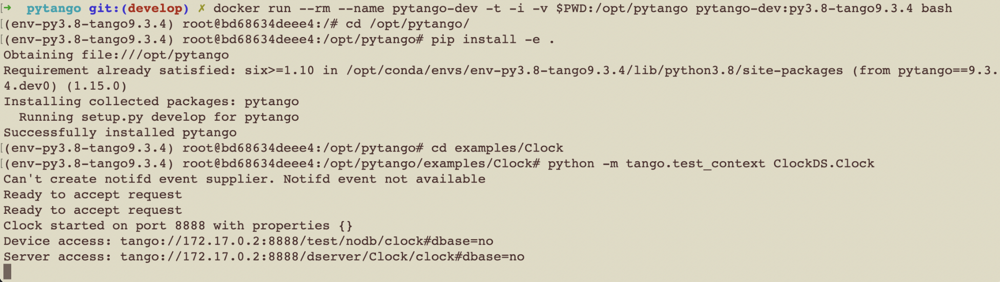 ➜  pytango git:(develop) ✗ docker run --rm --name pytango-dev -t -i -v $PWD:/opt/pytango pytango-dev:py3.8-tango9.3.4 bash
[(env-py3.8-tango9.3.4) root@bd68634deee4:/# cd /opt/pytango/
[(env-py3.8-tango9.3.4) root@bd68634deee4:/opt/pytango# pip install -e .
Obtaining file:///opt/pytango
Requirement already satisfied: six>=1.10 in /opt/conda/envs/env-py3.8-tango9.3.4/lib/python3.8/site-packages (from pytango==9.3.
4.dev0) (1.15.0)
Installing collected packages: pytango
  Running setup.py develop for pytango
Successfully installed pytango
[(env-py3.8-tango9.3.4) root@bd68634deee4:/opt/pytango# cd examples/Clock
[(env-py3.8-tango9.3.4) root@bd68634deee4:/opt/pytango/examples/Clock# python -m tango.test_context ClockDS.Clock
Can't create notifd event supplier. Notifd event not available
Ready to accept request
Ready to accept request
Clock started on port 8888 with properties {}
Device access: tango://172.17.0.2:8888/test/nodb/clock#dbase=no
Server access: tango://172.17.0.2:8888/dserver/Clock/clock#dbase=no